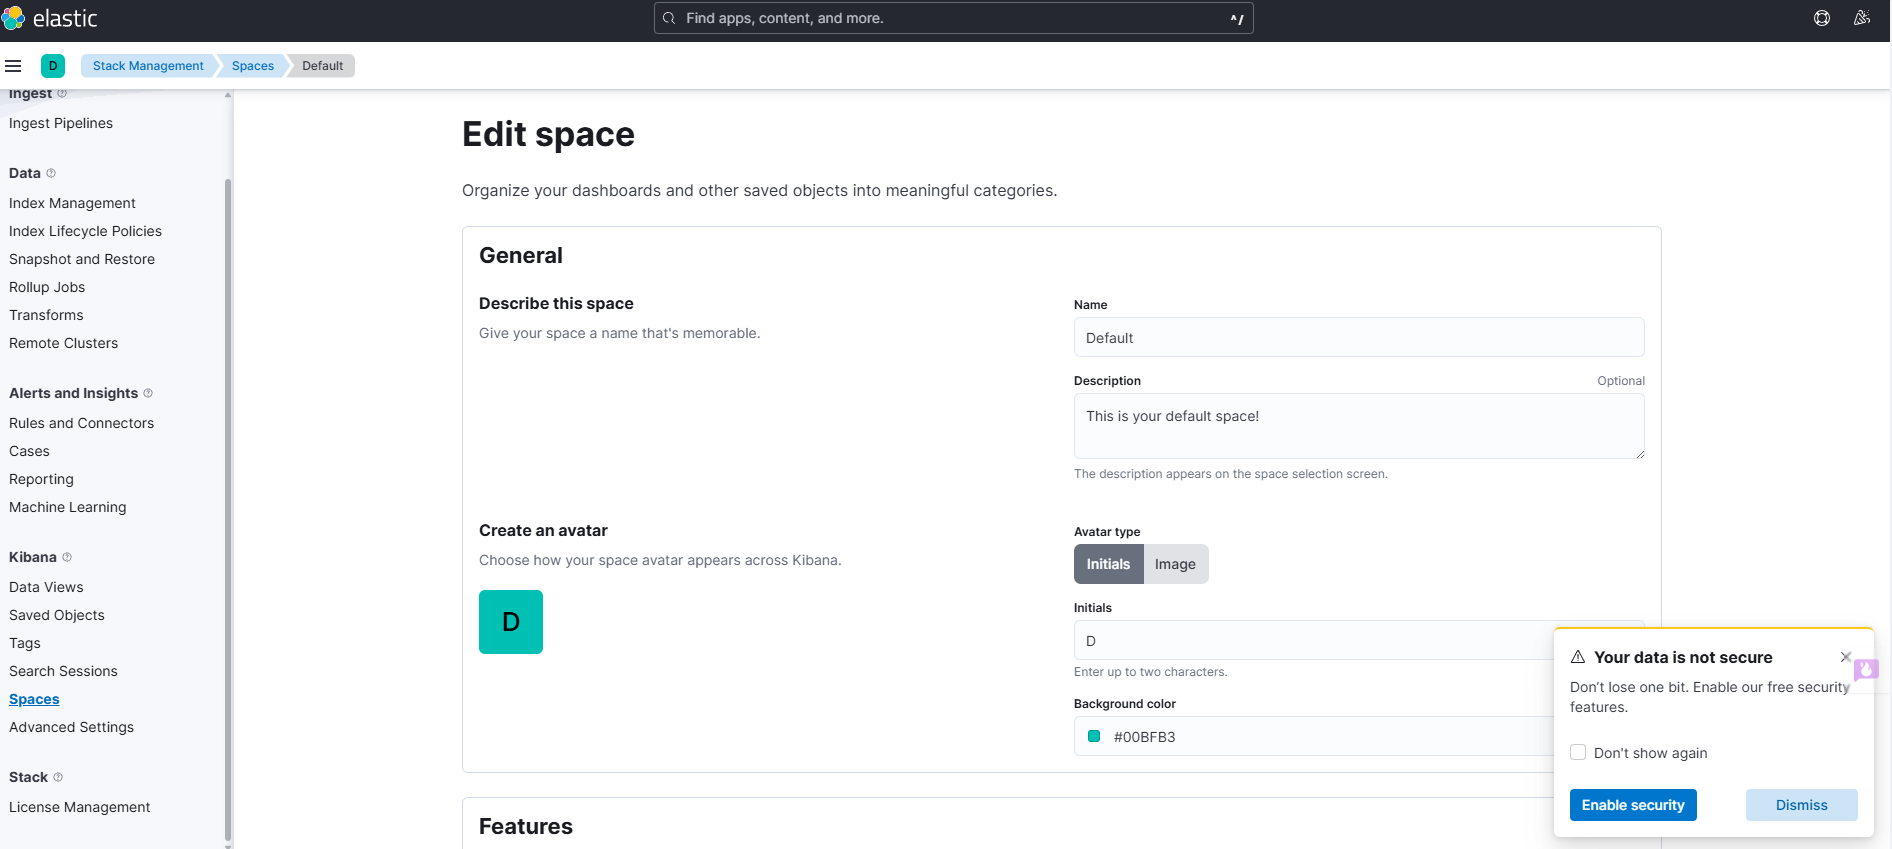 elastic
Find apps, content, and more.
^/
D
Stack Management
Spaces
Default
Ingest
Ingest Pipelines
Data
Index Management
Index Lifecycle Policies
Snapshot and Restore
Rollup Jobs
Transforms
Remote Clusters
Alerts and Insights
Rules and Connectors
Cases
Reporting
Machine Learning
Kibana
Data Views
Saved Objects
Tags
Search Sessions
Spaces
Advanced Settings
Stack
License Management
Edit space
Organize your dashboards and other saved objects into meaningful categories.
General
Describe this space
Give your space a name that's memorable.
Name
Default
Description Optional
This is your default space!
The description appears on the space selection screen.
Create an avatar
Choose how your space avatar appears across Kibana.
D
Avatar type
Initials Image
Initials
D
Enter up to two characters.
Background color
#00BFB3
Features
Your data is not secure
Don’t lose one bit. Enable our free security
features.
Don't show again
Enable security
Dismiss